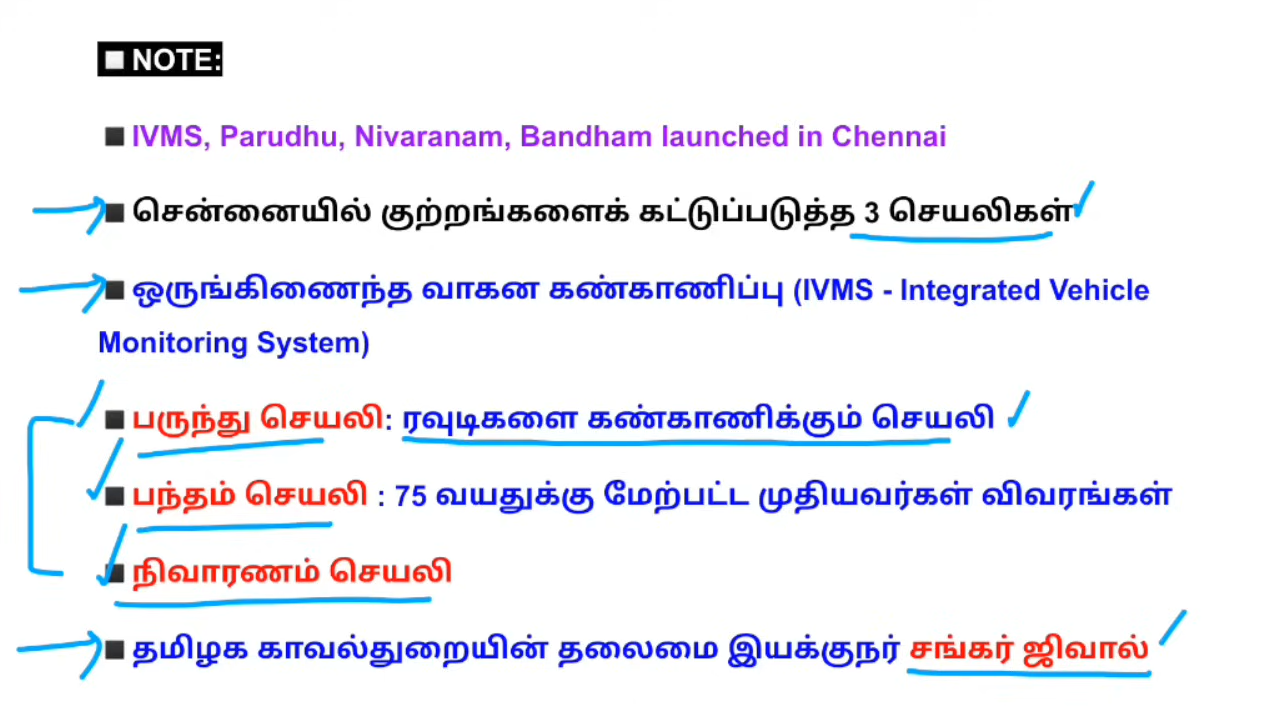 NOTE:
IVMS, Parudhu, Nivaranam, Bandham launched in Chennai
சென்னையில் குற்றங்களைக் கட்டுப்படுத்த 3 செயலிகள்
ஒருங்கிணைந்த வாகன கண்காணிப்பு (IVMS - Integrated Vehicle
Monitoring System)
பருந்து செயலி: ரவுடிகளை கண்காணிக்கும் செயலி
பந்தம் செயலி : 75 வயதுக்கு மேற்பட்ட முதியவர்கள் விவரங்கள்
நிவாரணம் செயலி
தமிழக காவல்துறையின் தலைமை இயக்குநர் சங்கர் ஜிவால்